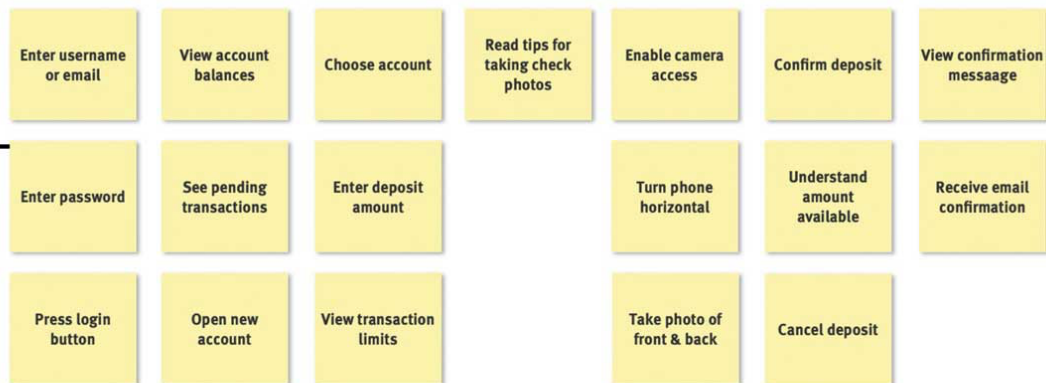 Enter username
or email
View account
balances
Choose account
Read tips for
taking check
photos
Enable camera
access
Confirm deposit
View confirmation
messaage
Enter password
See pending
transactions
Enter deposit
amount
Turn phone
horizontal
Understand
amount
available
Receive email
confirmation
Press login
button
Open new
account
View transaction
limits
Take photo of
front & back
Cancel deposit